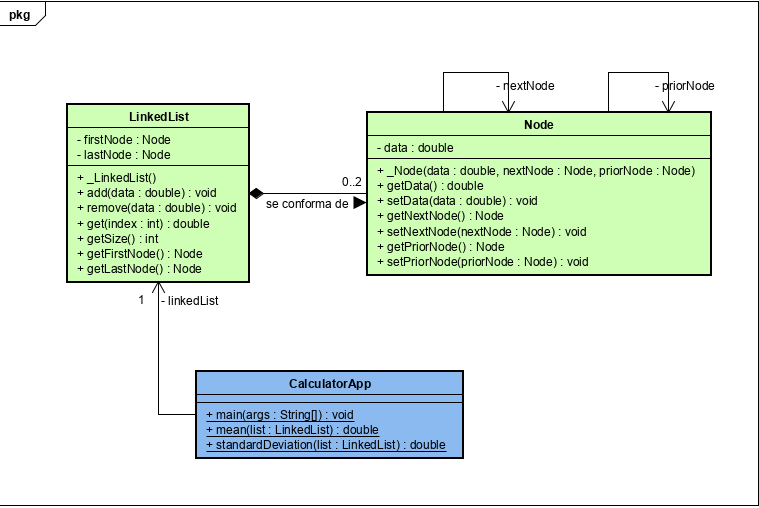 pkg
- nextNode
- priorNode
LinkedList
- firstNode : Node
- lastNode : Node
+ _LinkedList()
+ add(data : double) : void
+ remove(data : double) : void
+ get(index : int) : double
+ getSize() : int
+ getFirstNode() : Node
+ getLastNode() : Node
0..2
se conforma de
Node
- data : double
+ _Node(data : double, nextNode : Node, priorNode : Node)
+ getData() : double
+ setData(data : double) : void
+ getNextNode() : Node
+ setNextNode(nextNode : Node) : void
+ getPriorNode() : Node
+ setPriorNode(priorNode : Node) : void
1
- linkedList
CalculatorApp
+ main(args : String[]) : void
+ mean(list : LinkedList) : double
+ standardDeviation(list : LinkedList) : double